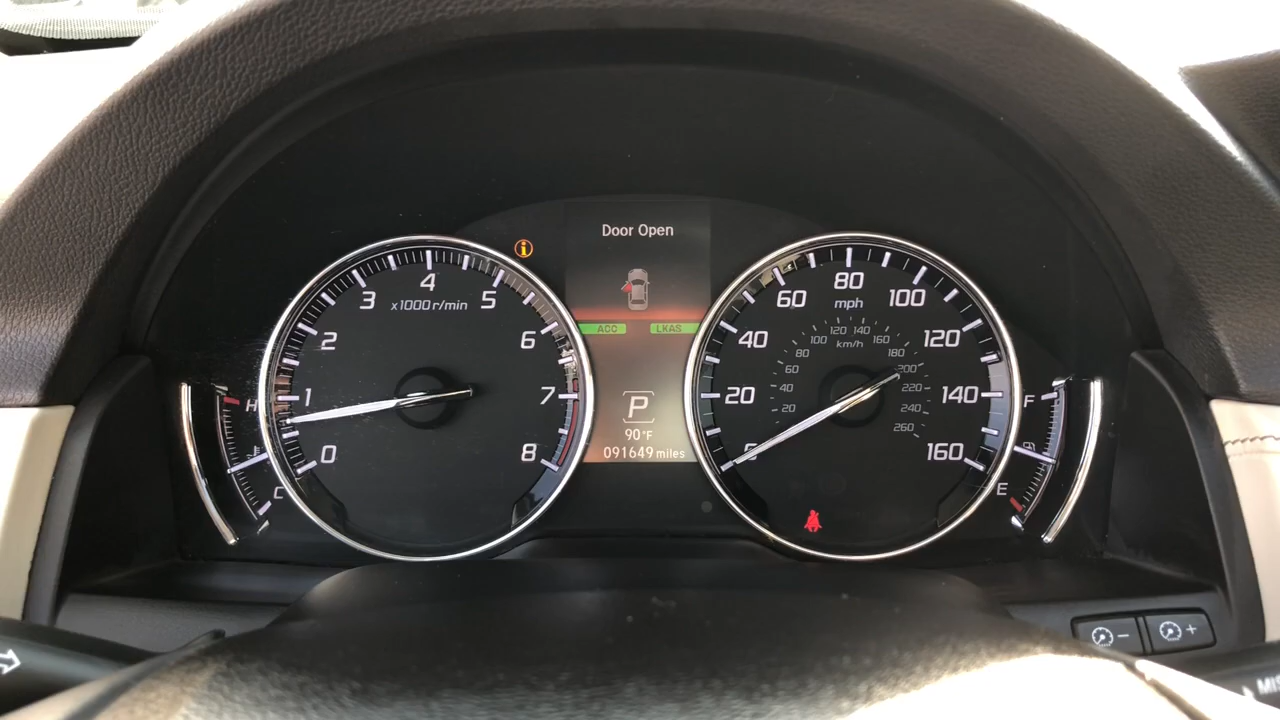 Door Open
i
4
3
5
x1000r/min
2
6
1
7
0
8
H
C
ACC
LKAS
P
90°F
091649 miles
80
60
100
mph
40
120
20
140
0
160
120
140
100
160
km/h
80
180
60
200
40
220
20
240
260
F
E
−
+
MIS